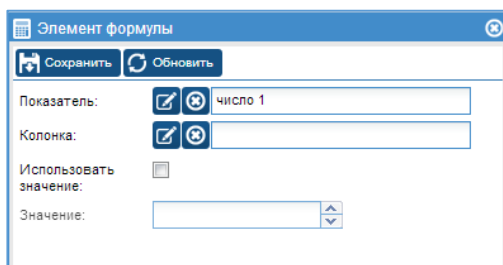 Элемент формулы
Сохранить Обновить
Показатель: число 1
Колонка:
Использовать
значение:
Значение: